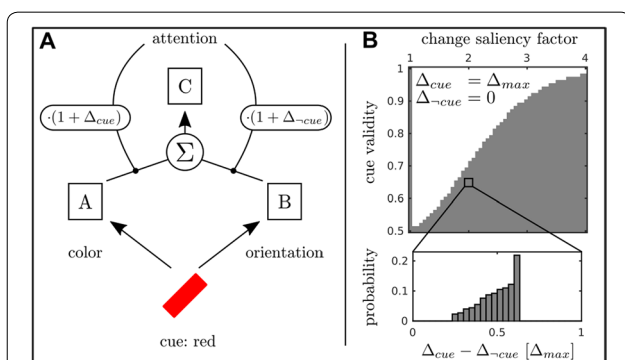 A
attention
C
·(1 + Δcue)
·(1 + Δ¬cue)
Σ
A
B
color
orientation
cue: red
B
change saliency factor
1 2 3 4
Δcue = Δmax
Δ¬cue = 0
cue validity
1
0.9
0.8
0.7
0.6
0.5
probability
0.2
0.1
0
0 0.5 1
Δcue − Δ¬cue [Δmax]